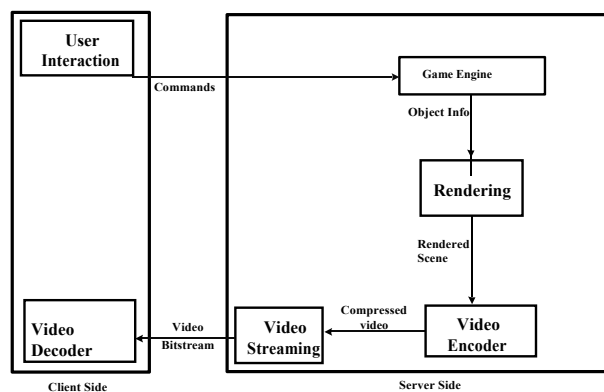 User
Interaction
Commands
Game Engine
Object Info
Rendering
Rendered
Scene
Video
Encoder
Compressed
video
Video
Streaming
Video
Bitstream
Video
Decoder
Client Side
Server Side